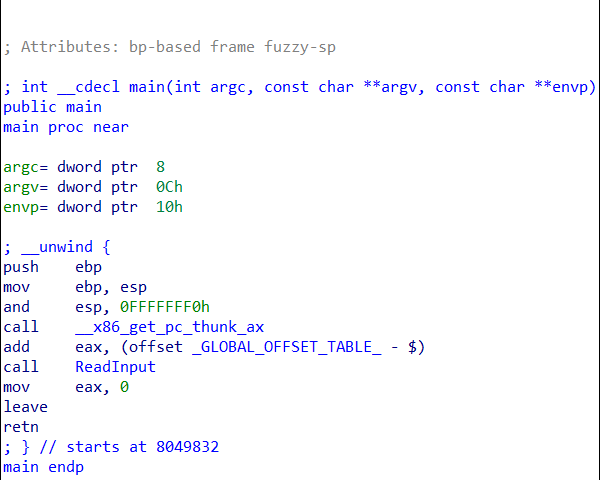 ; Attributes: bp-based frame fuzzy-sp
; int __cdecl main(int argc, const char **argv, const char **envp)
public main
main proc near
argc= dword ptr  8
argv= dword ptr  0Ch
envp= dword ptr  10h
; __unwind {
push    ebp
mov     ebp, esp
and     esp, 0FFFFFFF0h
call    __x86_get_pc_thunk_ax
add     eax, (offset _GLOBAL_OFFSET_TABLE_ - $)
call    ReadInput
mov     eax, 0
leave
retn
; } // starts at 8049832
main endp